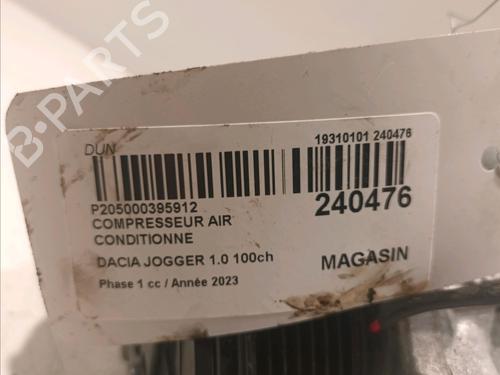 B-PARTS
DUN
19310101 240476
P205000395912
240476
COMPRESSEUR AIR
CONDITIONNE
DACIA JOGGER 1.0 100ch
MAGASIN
Phase 1 cc / Année 2023